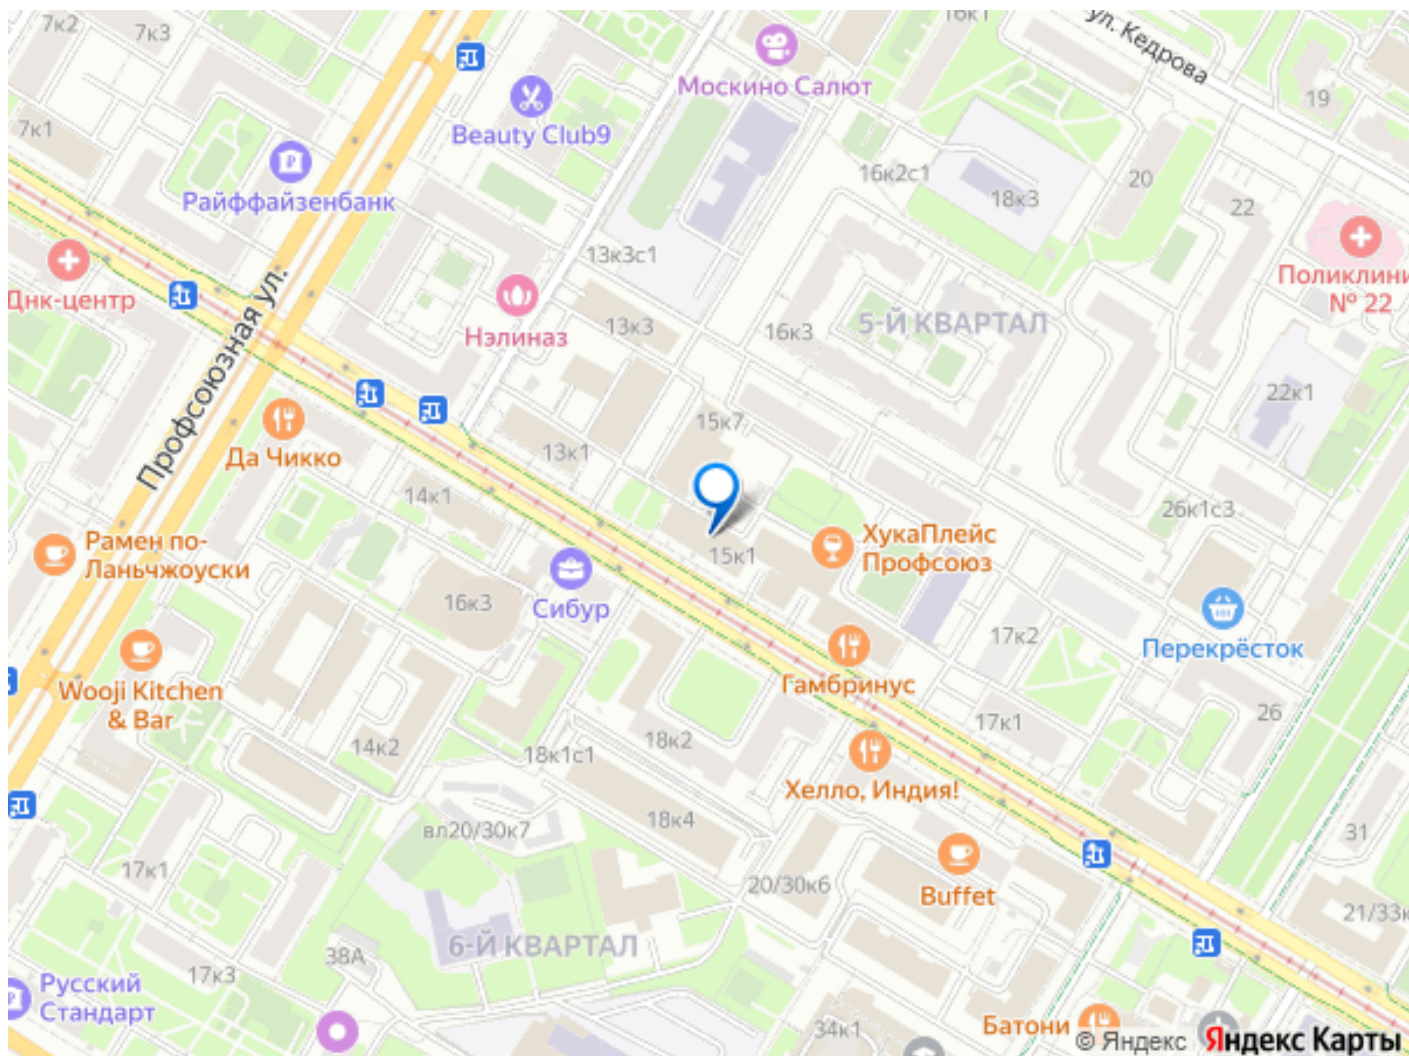 7к2
7к3
16к1
ул. Кедрова
Москино Салют
19
Beauty Club9
7к1
Райффайзенбанк
16к2с1
18к3
20
22
Поликлини
№ 22
13к3с1
Днк-центр
Профсоюзная ул.
Нэлиназ
13к3
16к3
5-Й КВАРТАЛ
22к1
15к7
Да Чикко
13к1
14к1
26к1с3
Рамен по-
Ланьчжоуски
15к1
ХукаПлейс
Профсоюз
16к3
Сибур
17к2
Перекрёсток
Wooji Kitchen
& Bar
Гамбринус
14к2
18к1с1
18к2
17к1
26
Хелло, Индия!
вл20/30к7
18к4
31
17к1
20/30к6
Buffet
21/33к
6-Й КВАРТАЛ
38А
17к3
Русский
Стандарт
34к1
Батони
© Яндекс Яндекс Карты